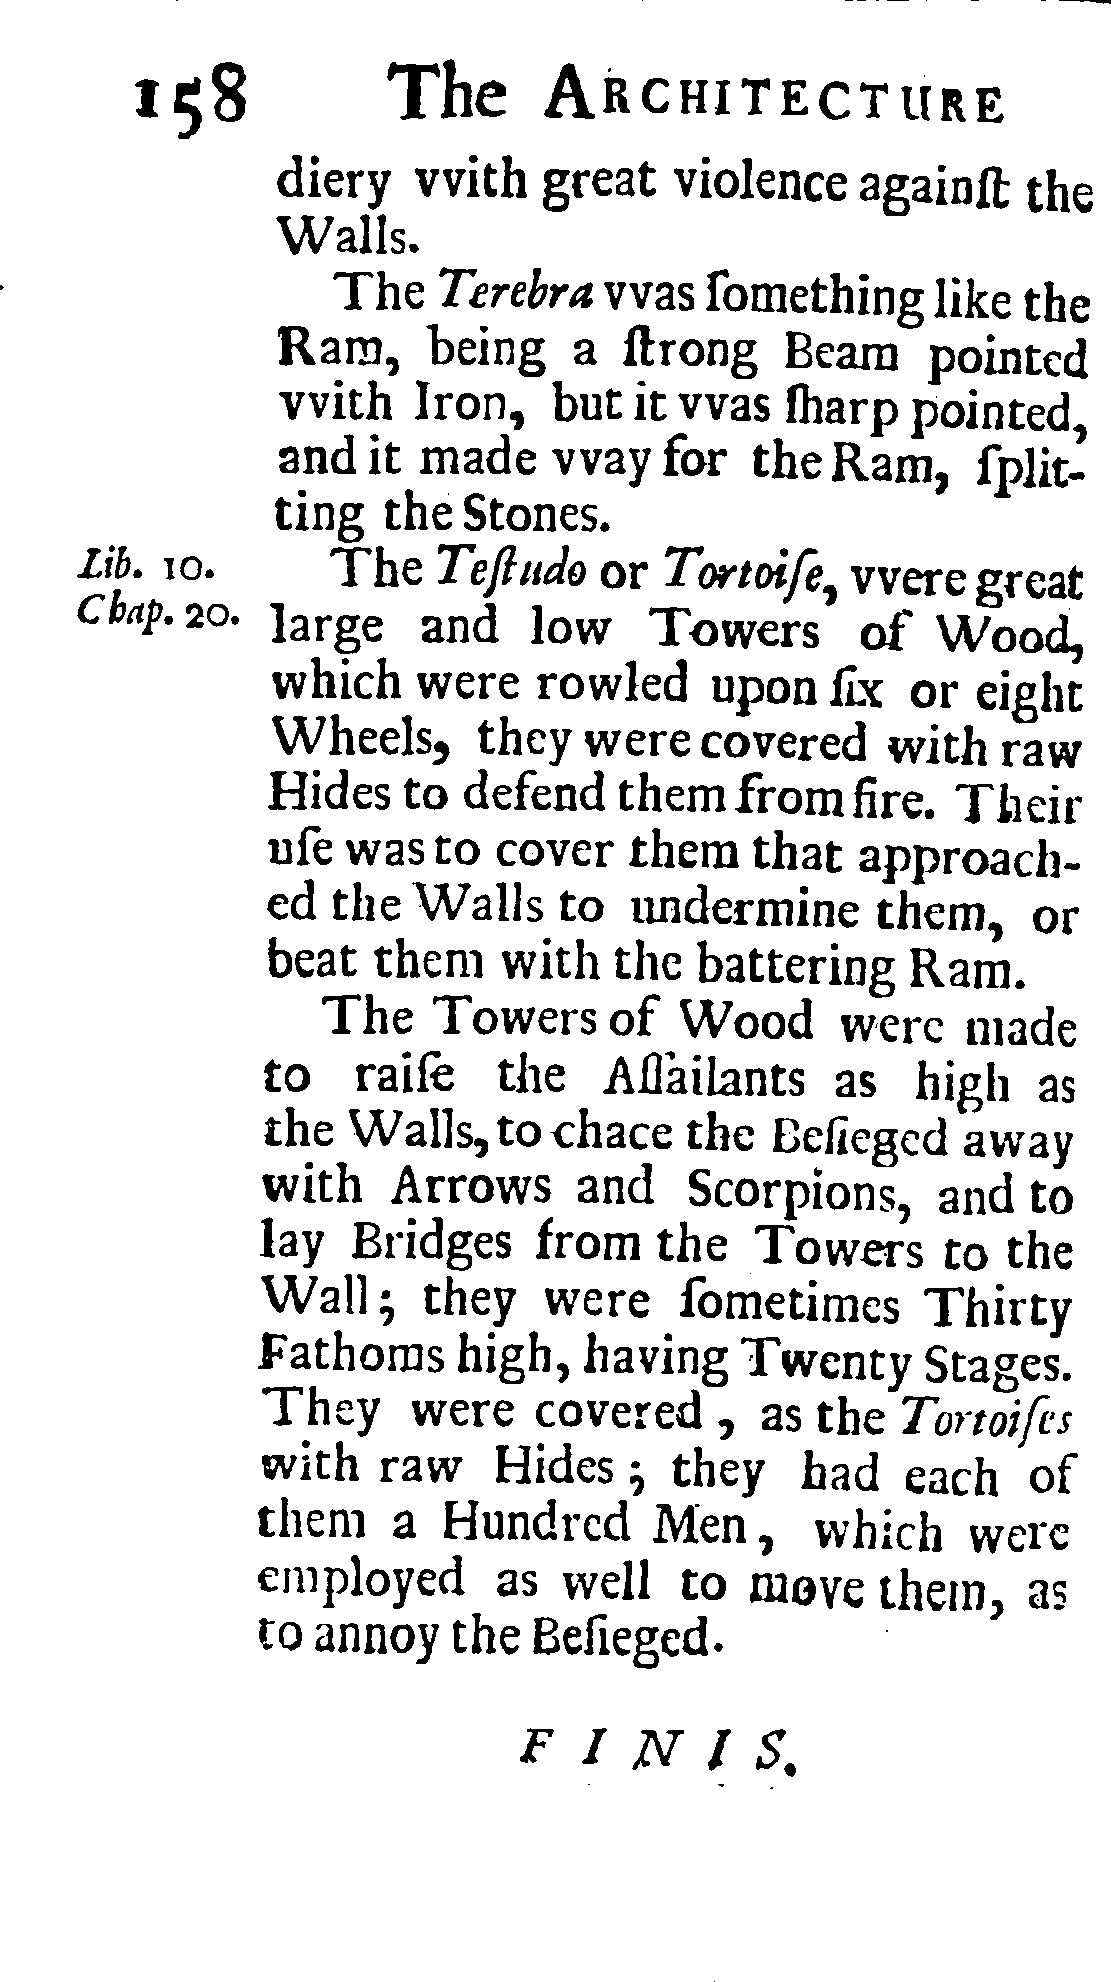 158 The ARCHITECTURE
diery vvith great violence againſt the
Walls.
The Terebra vvas ſomething like the
Ram, being a ſtrong Beam pointed
vvith Iron, but it vvas ſharp pointed,
and it made vvay for the Ram, ſplit-
ting the Stones.
Lib. 10.
Chap. 20.
The Teſtudo or Tortoiſe, vvere great
large and low Towers of Wood,
which were rowled upon ſix or eight
Wheels, they were covered with raw
Hides to defend them from fire. Their
uſe was to cover them that approach-
ed the Walls to undermine them, or
beat them with the battering Ram.
The Towers of Wood were made
to raiſe the Aſſailants as high as
the Walls, to chace the Beſieged away
with Arrows and Scorpions, and to
lay Bridges from the Towers to the
Wall; they were ſometimes Thirty
Fathoms high, having Twenty Stages.
They were covered, as the Tortoiſes
with raw Hides; they had each of
them a Hundred Men, which were
employed as well to move them, as
to annoy the Beſieged.
FINIS.